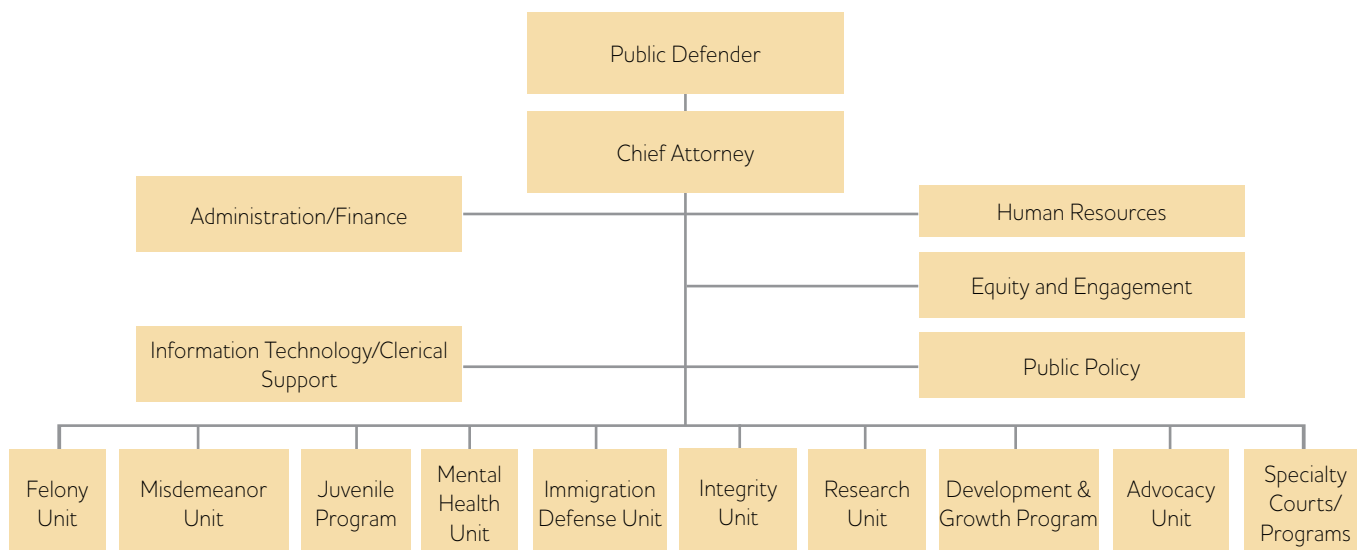 Public Defender
Chief Attorney
Administration/Finance
Human Resources
Equity and Engagement
Information Technology/Clerical
Support
Public Policy
Felony
Unit
Misdemeanor
Unit
Juvenile
Program
Mental
Health
Unit
Immigration
Defense Unit
Integrity
Unit
Research
Unit
Development &
Growth Program
Advocacy
Unit
Specialty
Courts/
Programs